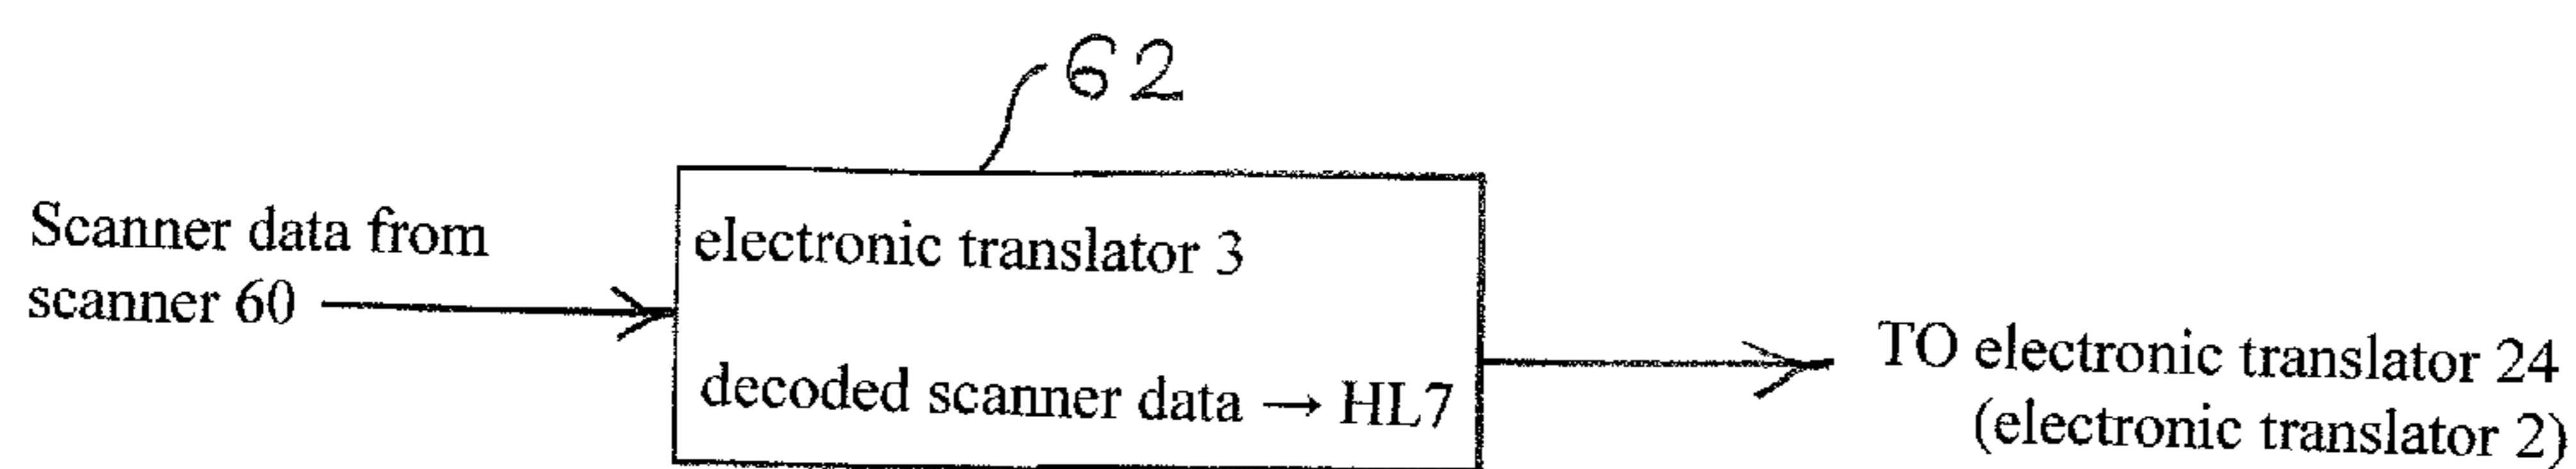 62
Scanner data from
scanner 60
electronic translator 3
decoded scanner data → HL7
TO electronic translator 24
(electronic translator 2)